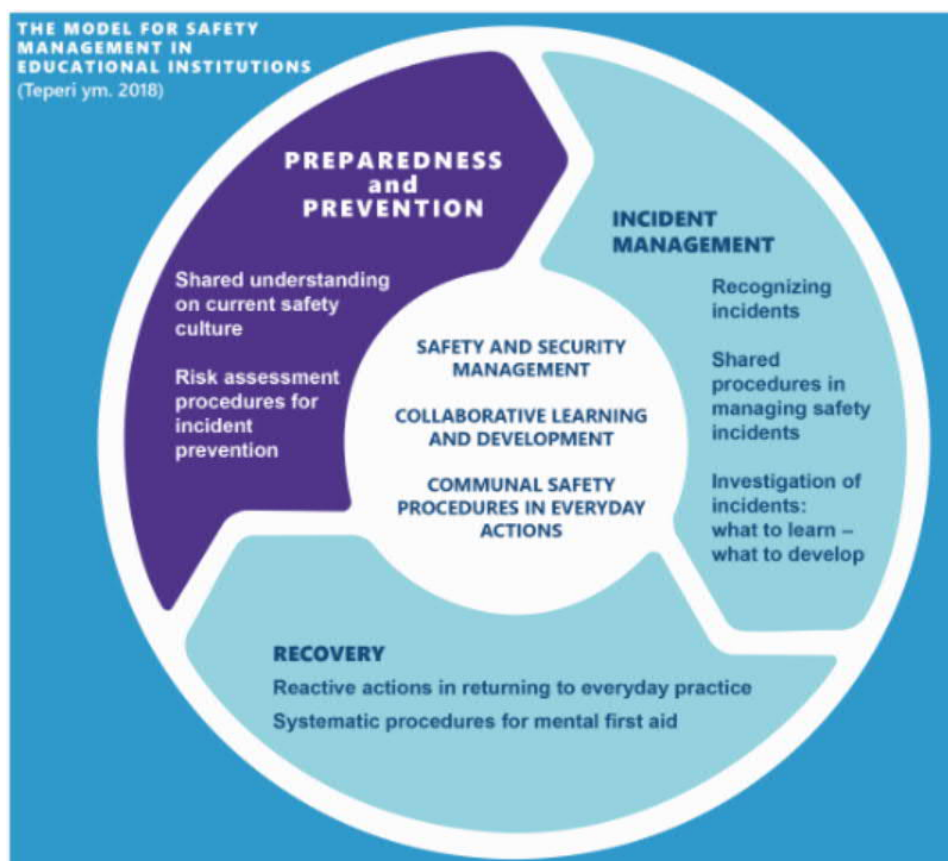 THE MODEL FOR SAFETY
MANAGEMENT IN
EDUCATIONAL INSTITUTIONS
(Teperi ym. 2018)
PREPAREDNESS
and
PREVENTION
Shared understanding
on current safety
culture
Risk assessment
procedures for
incident
prevention
INCIDENT
MANAGEMENT
Recognizing
incidents
Shared
procedures in
managing safety
incidents
Investigation of
incidents:
what to learn –
what to develop
SAFETY AND SECURITY
MANAGEMENT
COLLABORATIVE LEARNING
AND DEVELOPMENT
COMMUNAL SAFETY
PROCEDURES IN EVERYDAY
ACTIONS
RECOVERY
Reactive actions in returning to everyday practice
Systematic procedures for mental first aid